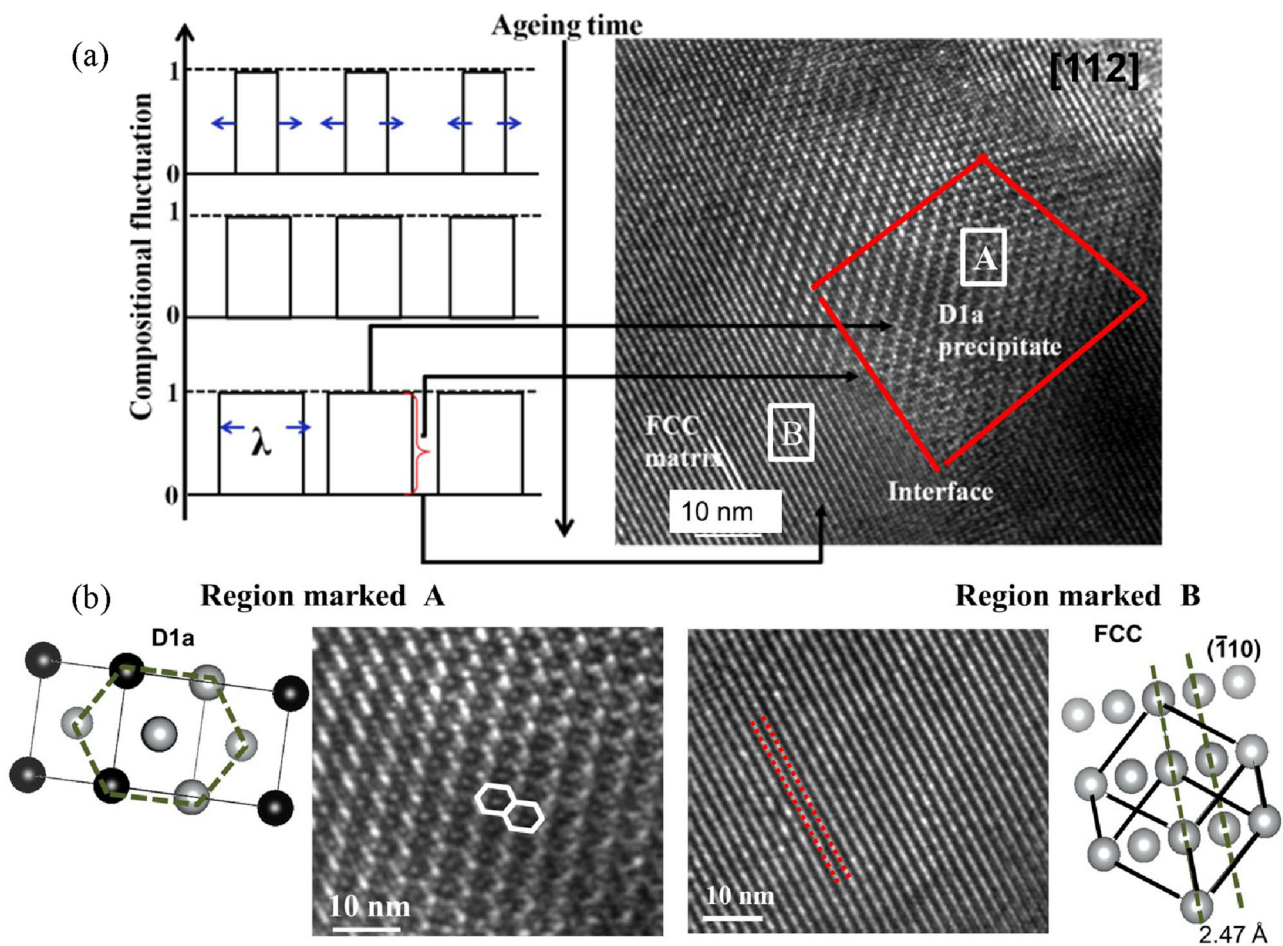 (a)
Ageing time
Compositional fluctuation
1
0
1
0
1
0
λ
[112]
A
D1a
precipitate
B
FCC
matrix
Interface
10 nm
(b)
Region marked A
Region marked B
D1a
10 nm
10 nm
FCC
(1̄10)
2.47 Å